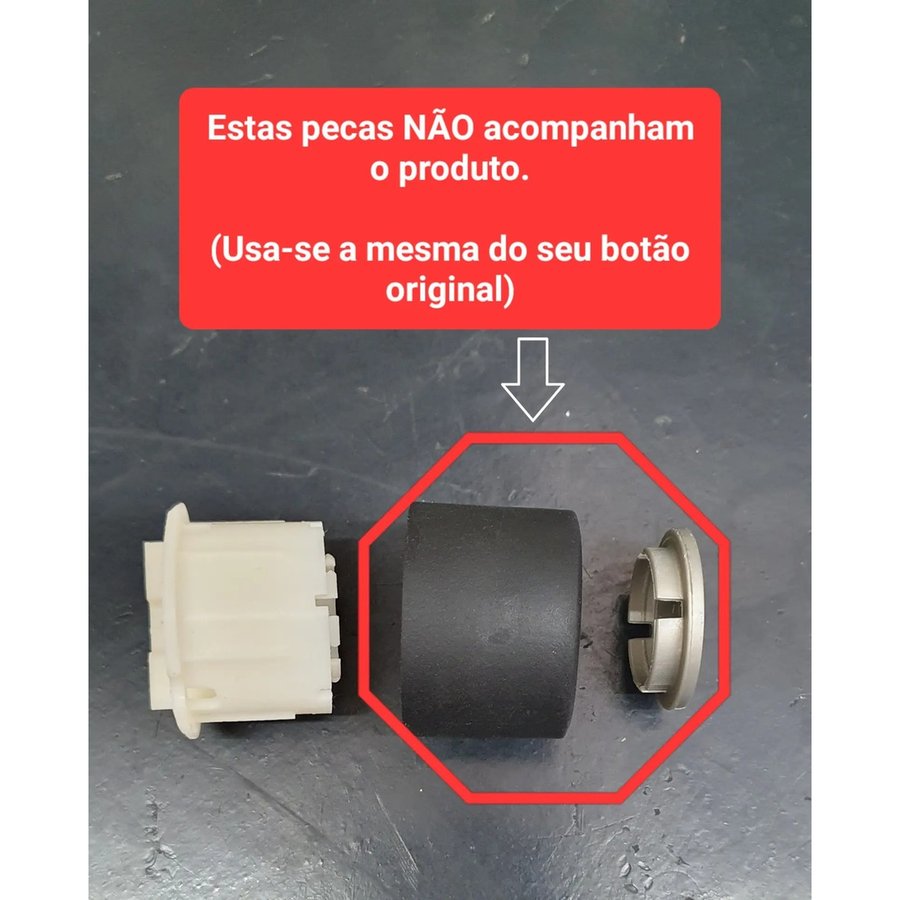 Estas pecas NÃO acompanham
o produto.
(Usa-se a mesma do seu botão
original)